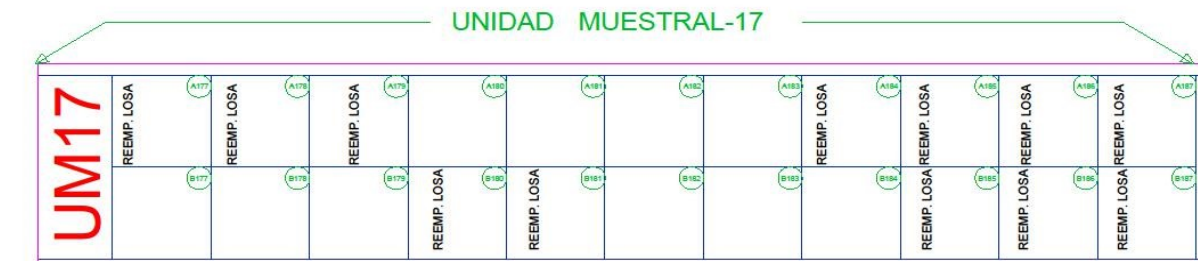 UNIDAD MUESTRAL-17
UM17
REEMP. LOSA A177
REEMP. LOSA A178
REEMP. LOSA A179
A180
A181
A182
A183
REEMP. LOSA A184
REEMP. LOSA A185
REEMP. LOSA A186
REEMP. LOSA A187
B177
B178
B179
REEMP. LOSA B180
REEMP. LOSA B181
B182
B183
B184
REEMP. LOSA B185
REEMP. LOSA B186
REEMP. LOSA B187